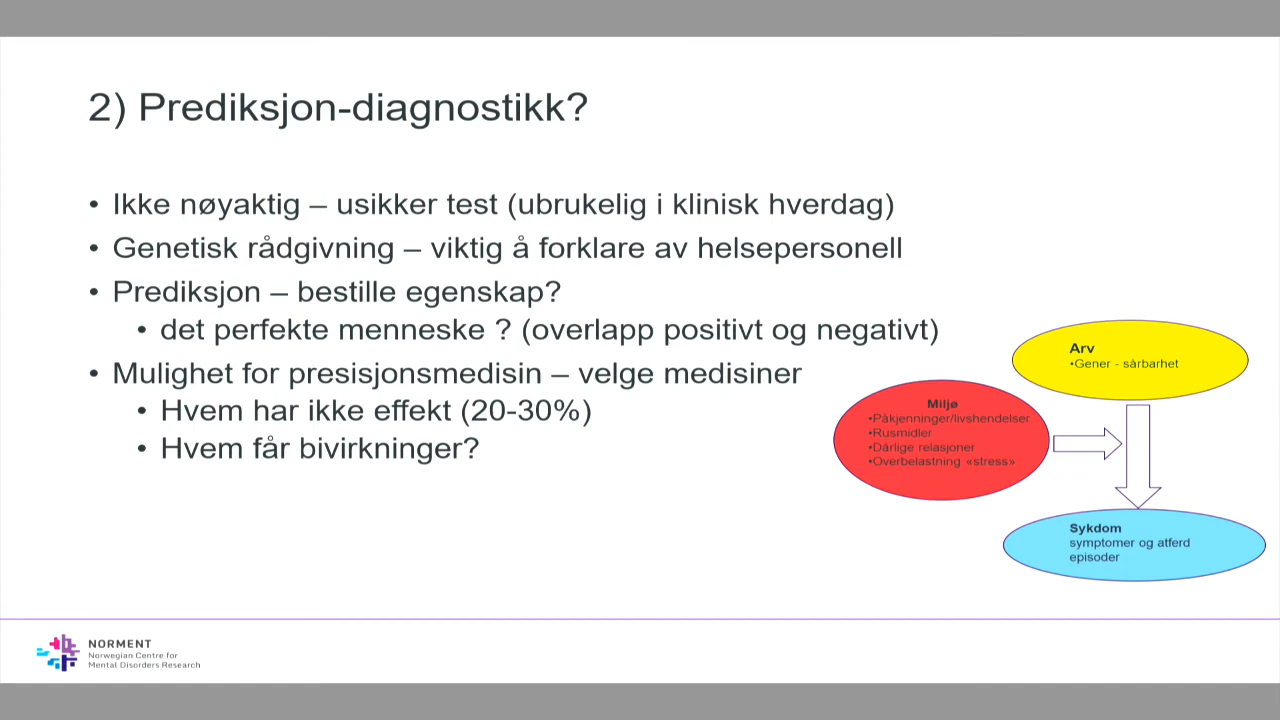 2) Prediksjon-diagnostikk?
• Ikke nøyaktig – usikker test (ubrukelig i klinisk hverdag)
• Genetisk rådgivning – viktig å forklare av helsepersonell
• Prediksjon – bestille egenskap?
• det perfekte menneske ? (overlapp positivt og negativt)
• Mulighet for presisjonsmedisin – velge medisiner
• Hvem har ikke effekt (20-30%)
• Hvem får bivirkninger?
Arv
•Gener - sårbarhet
Miljø
•Påkjenninger/livshendelser
•Rusmidler
•Dårlige relasjoner
•Overbelastning «stress»
Sykdom
symptomer og atferd
episoder
NORMENT
Norwegian Centre for
Mental Disorders Research